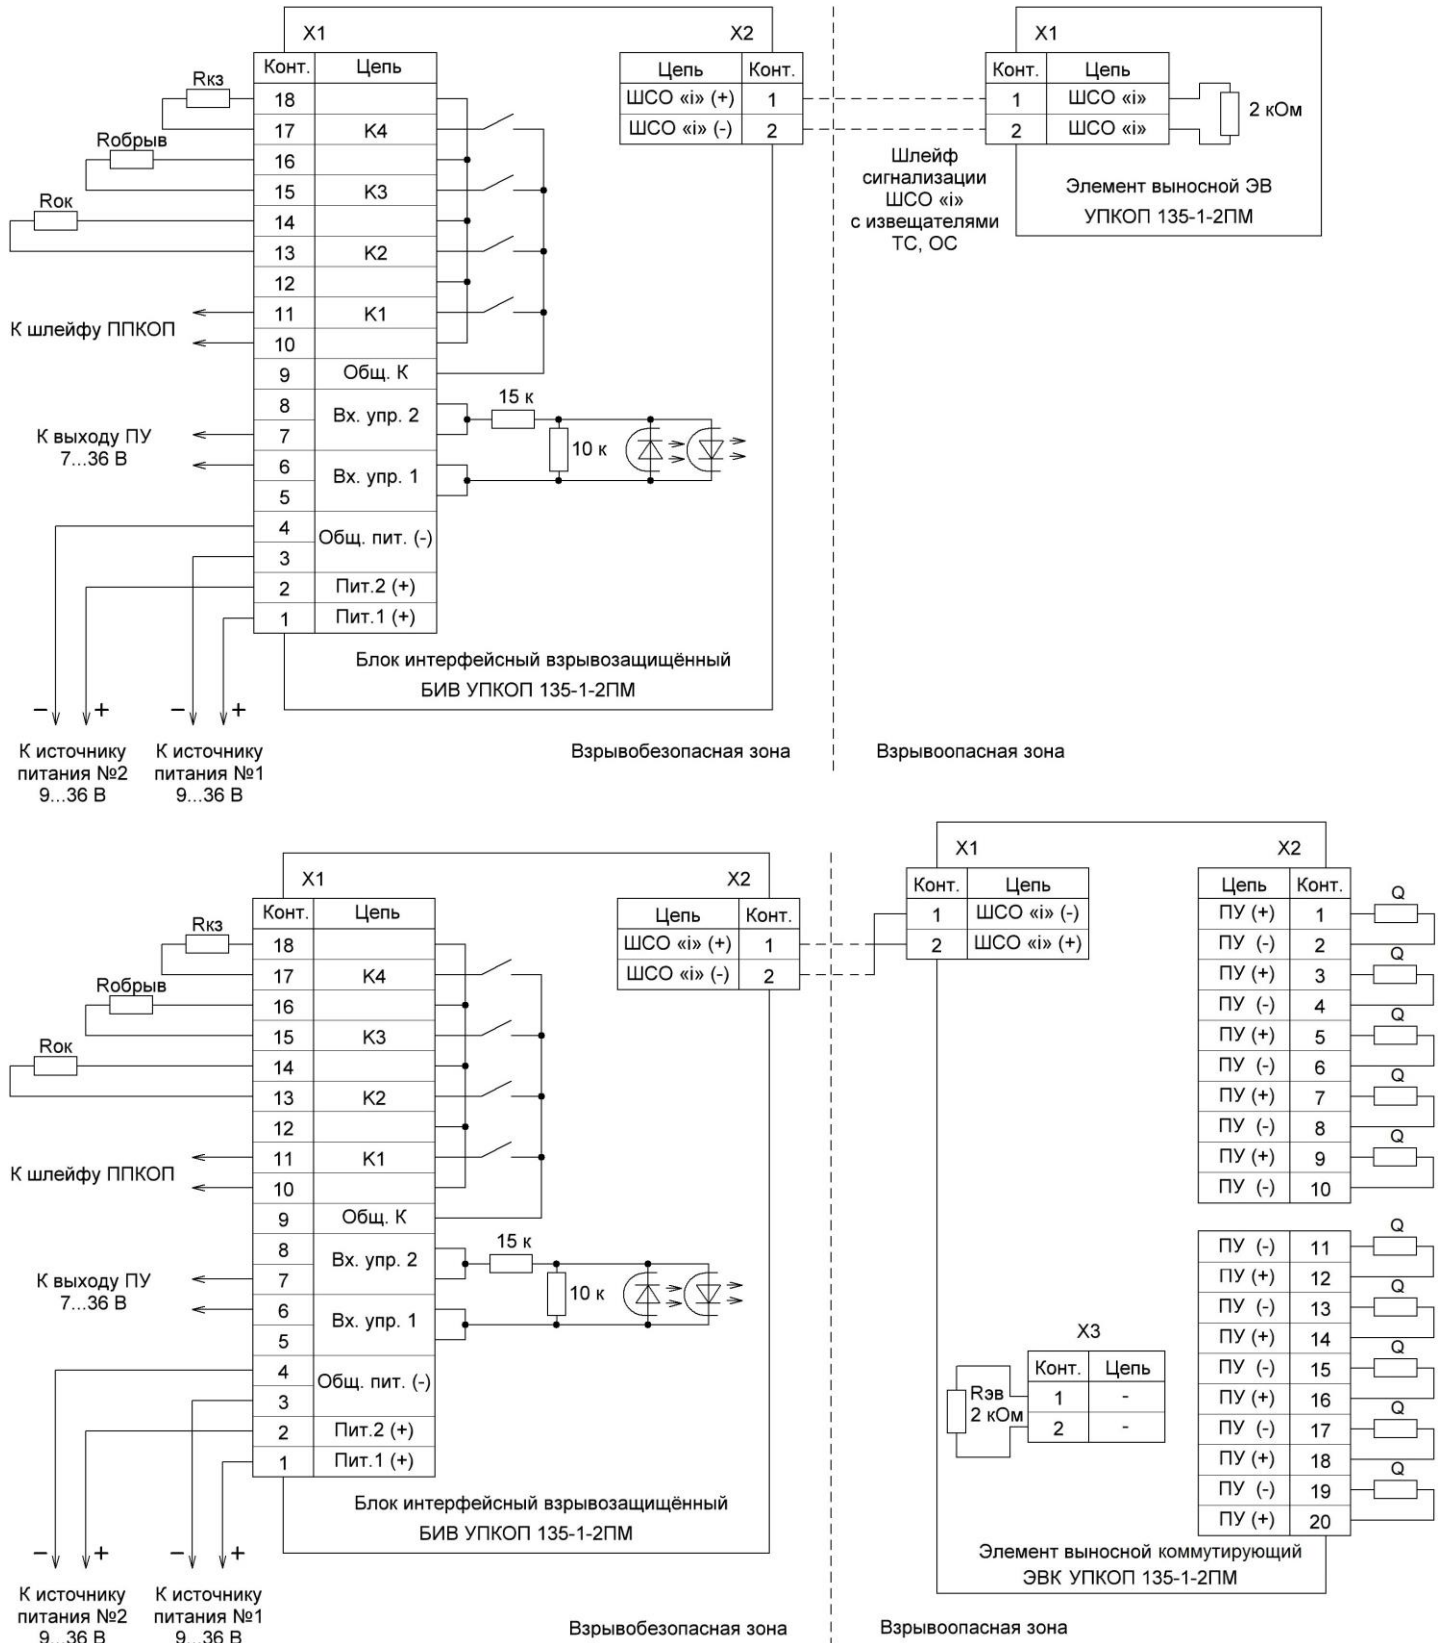 X1
X2
X1
Конт.
Цепь
Цепь
Конт.
Конт.
Цепь
Rкз
18
ШСО «i» (+)
1
1
ШСО «i»
2 кОм
17
К4
ШСО «i» (-)
2
2
ШСО «i»
Rобрыв
16
Шлейф
сигнализации
ШСО «i»
с извещателями
ТС, ОС
Элемент выносной ЭВ
УПКОП 135-1-2ПМ
15
К3
Rок
14
13
К2
12
К шлейфу ППКОП
11
К1
10
9
Общ. К
8
Вх. упр. 2
15 к
10 к
К выходу ПУ
7...36 В
7
6
Вх. упр. 1
5
4
Общ. пит. (-)
3
2
Пит.2 (+)
1
Пит.1 (+)
Блок интерфейсный взрывозащищённый
БИВ УПКОП 135-1-2ПМ
–
+
–
+
К источнику
питания №2
9...36 В
К источнику
питания №1
9...36 В
Взрывобезопасная зона
Взрывоопасная зона
X1
X2
X1
X2
Конт.
Цепь
Цепь
Конт.
Конт.
Цепь
Цепь
Конт.
Rкз
18
ШСО «i» (+)
1
1
ШСО «i» (-)
ПУ (+)
1
Q
17
К4
ШСО «i» (-)
2
2
ШСО «i» (+)
ПУ (-)
2
Rобрыв
16
ПУ (+)
3
Q
15
К3
ПУ (-)
4
Rок
14
ПУ (+)
5
Q
13
К2
ПУ (-)
6
12
ПУ (+)
7
Q
К шлейфу ППКОП
11
К1
ПУ (-)
8
10
ПУ (+)
9
Q
9
Общ. К
ПУ (-)
10
8
Вх. упр. 2
15 к
10 к
ПУ (-)
11
Q
К выходу ПУ
7...36 В
7
ПУ (+)
12
6
Вх. упр. 1
ПУ (-)
13
Q
5
X3
ПУ (+)
14
4
Общ. пит. (-)
Конт.
Цепь
ПУ (-)
15
Q
3
Rэв
2 кОм
1
-
ПУ (+)
16
2
Пит.2 (+)
2
-
ПУ (-)
17
Q
1
Пит.1 (+)
ПУ (+)
18
ПУ (-)
19
Q
ПУ (+)
20
Блок интерфейсный взрывозащищённый
БИВ УПКОП 135-1-2ПМ
Элемент выносной коммутирующий
ЭВК УПКОП 135-1-2ПМ
–
+
–
+
К источнику
питания №2
9...36 В
К источнику
питания №1
9...36 В
Взрывобезопасная зона
Взрывоопасная зона